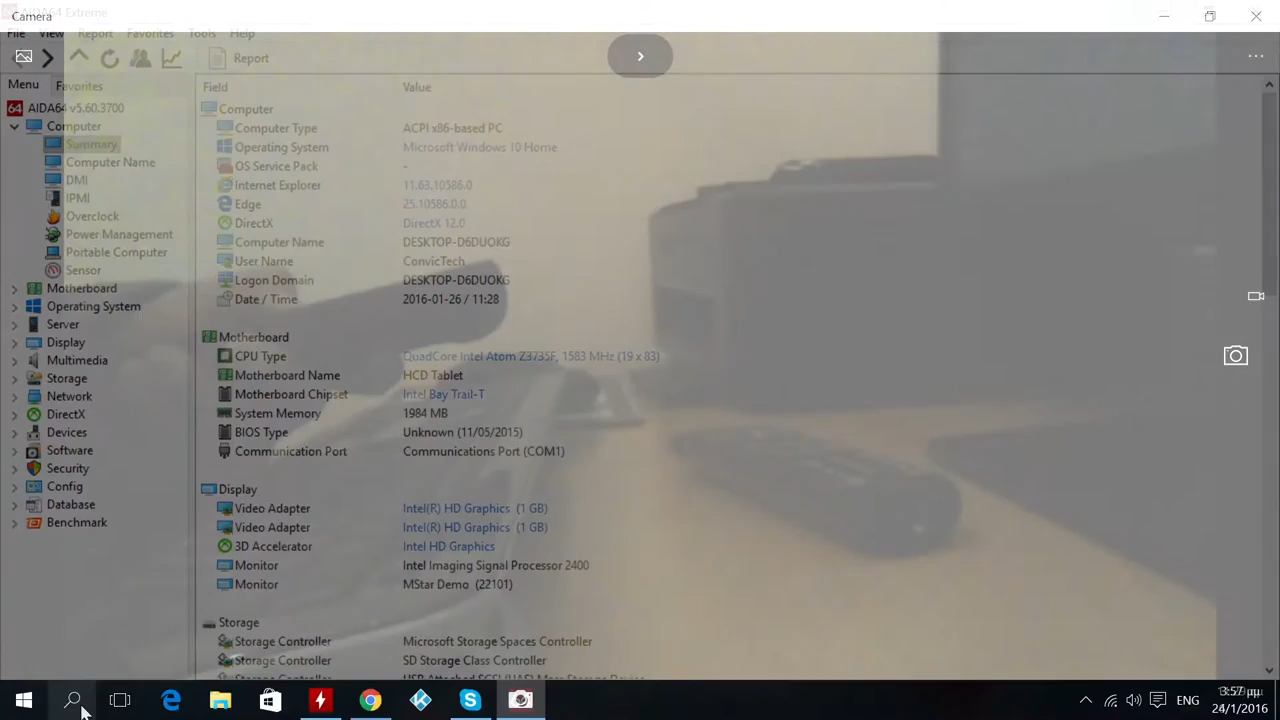 AIDA64 Extreme
Camera
File View Report Favorites Tools Help
Report
Menu Favorites
Field Value
AIDA64 v5.60.3700
Computer
Summary
Computer Name
DMI
IPMI
Overclock
Power Management
Portable Computer
Sensor
Motherboard
Operating System
Server
Display
Multimedia
Storage
Network
DirectX
Devices
Software
Security
Config
Database
Benchmark
Computer
Computer Type ACPI x86-based PC
Operating System Microsoft Windows 10 Home
OS Service Pack -
Internet Explorer 11.63.10586.0
Edge 25.10586.0.0
DirectX DirectX 12.0
Computer Name DESKTOP-D6DUOKG
User Name ConvicTech
Logon Domain DESKTOP-D6DUOKG
Date / Time 2016-01-26 / 11:28
Motherboard
CPU Type QuadCore Intel Atom Z3735F, 1583 MHz (19 x 83)
Motherboard Name HCD Tablet
Motherboard Chipset Intel Bay Trail-T
System Memory 1984 MB
BIOS Type Unknown (11/05/2015)
Communication Port Communications Port (COM1)
Display
Video Adapter Intel(R) HD Graphics (1 GB)
Video Adapter Intel(R) HD Graphics (1 GB)
3D Accelerator Intel HD Graphics
Monitor Intel Imaging Signal Processor 2400
Monitor MStar Demo (22101)
Storage
Storage Controller Microsoft Storage Spaces Controller
Storage Controller SD Storage Class Controller
ENG
24/1/2016